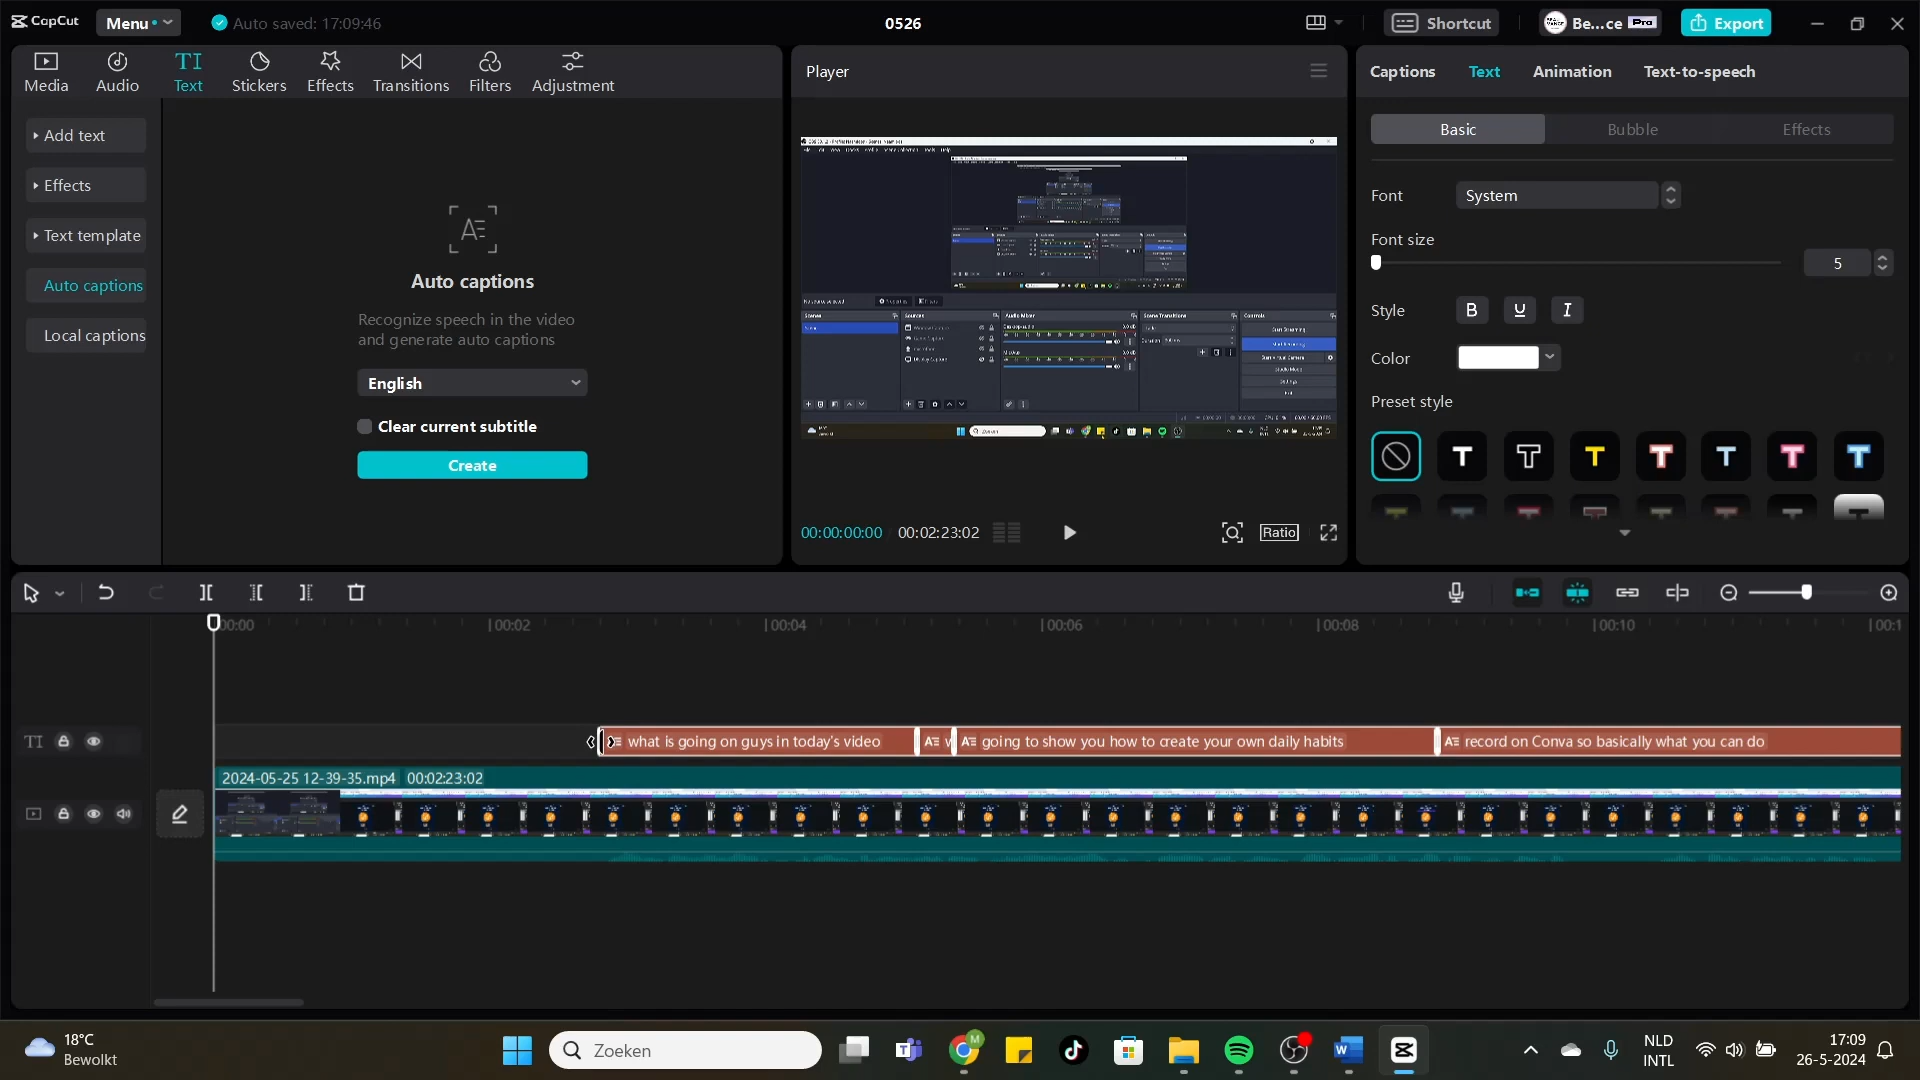 CapCut
Menu
Auto saved: 17:09:46
0526
Shortcut
Be...ce
Pro
Export
Media
Audio
Text
Stickers
Effects
Transitions
Filters
Adjustment
Add text
Effects
Text template
Auto captions
Local captions
Auto captions
Recognize speech in the video
and generate auto captions
English
Clear current subtitle
Create
Player
Scenes
Sources
Audio Mixer
Scene Transitions
Controls
00:00:00:00
00:02:23:02
Ratio
Captions
Text
Animation
Text-to-speech
Basic
Bubble
Effects
Font
System
Font size
5
Style
B
U
I
Color
Preset style
00:00
00:02
00:04
00:06
00:08
00:10
00:1
what is going on guys in today's video
going to show you how to create your own daily habits
record on Conva so basically what you can do
2024-05-25 12-39-35.mp4 00:02:23:02
18°C
Bewolkt
Zoeken
NLD
INTL
17:09
26-5-2024